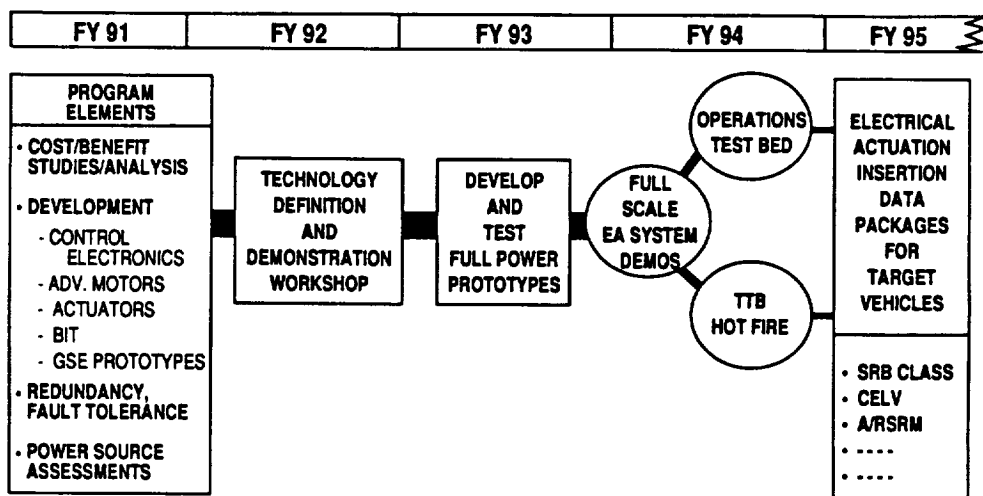 FY 91 FY 92 FY 93 FY 94 FY 95
PROGRAM
ELEMENTS
• COST/BENEFIT
STUDIES/ANALYSIS
• DEVELOPMENT
- CONTROL
ELECTRONICS
- ADV. MOTORS
- ACTUATORS
- BIT
- GSE PROTOTYPES
• REDUNDANCY,
FAULT TOLERANCE
• POWER SOURCE
ASSESSMENTS
TECHNOLOGY
DEFINITION
AND
DEMONSTRATION
WORKSHOP
DEVELOP
AND
TEST
FULL POWER
PROTOTYPES
FULL
SCALE
EA SYSTEM
DEMOS
OPERATIONS
TEST BED
TTB
HOT FIRE
ELECTRICAL
ACTUATION
INSERTION
DATA
PACKAGES
FOR
TARGET
VEHICLES
• SRB CLASS
• CELV
• A/RSRM
• ----
• ----